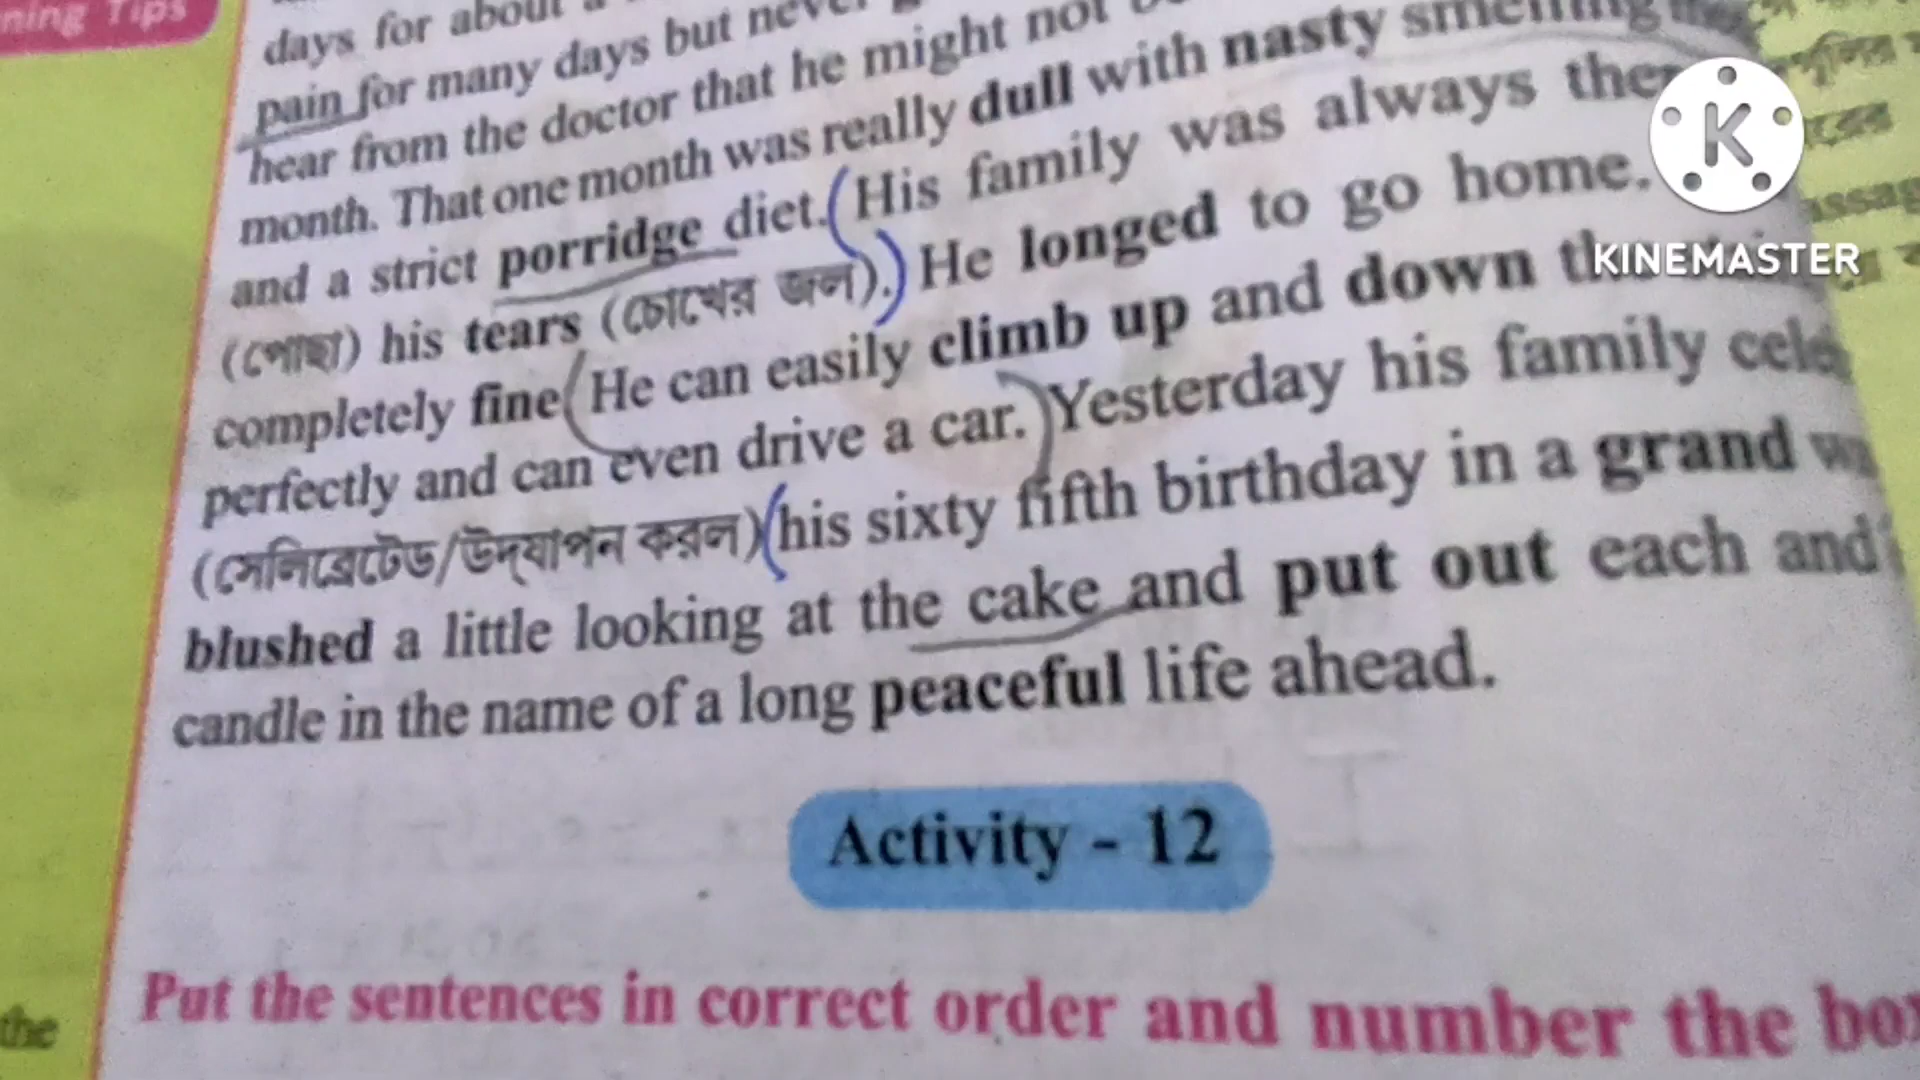 ning Tips
days for about
pain for many days but never
hear from the doctor that he might not
month. That one month was really dull with nasty smelling
and a strict porridge diet. (His family was always
(পোছা) his tears (চোখের জল).) He longed to go home.
completely fine (He can easily climb up and down
perfectly and can even drive a car.) Yesterday his family
(সেলিব্রেটেড/উদ্‌যাপন করল) (his sixty fifth birthday in a grand
blushed a little looking at the cake and put out each and
candle in the name of a long peaceful life ahead.
Activity - 12
Put the sentences in correct order and number the
the
K
KINEMASTER